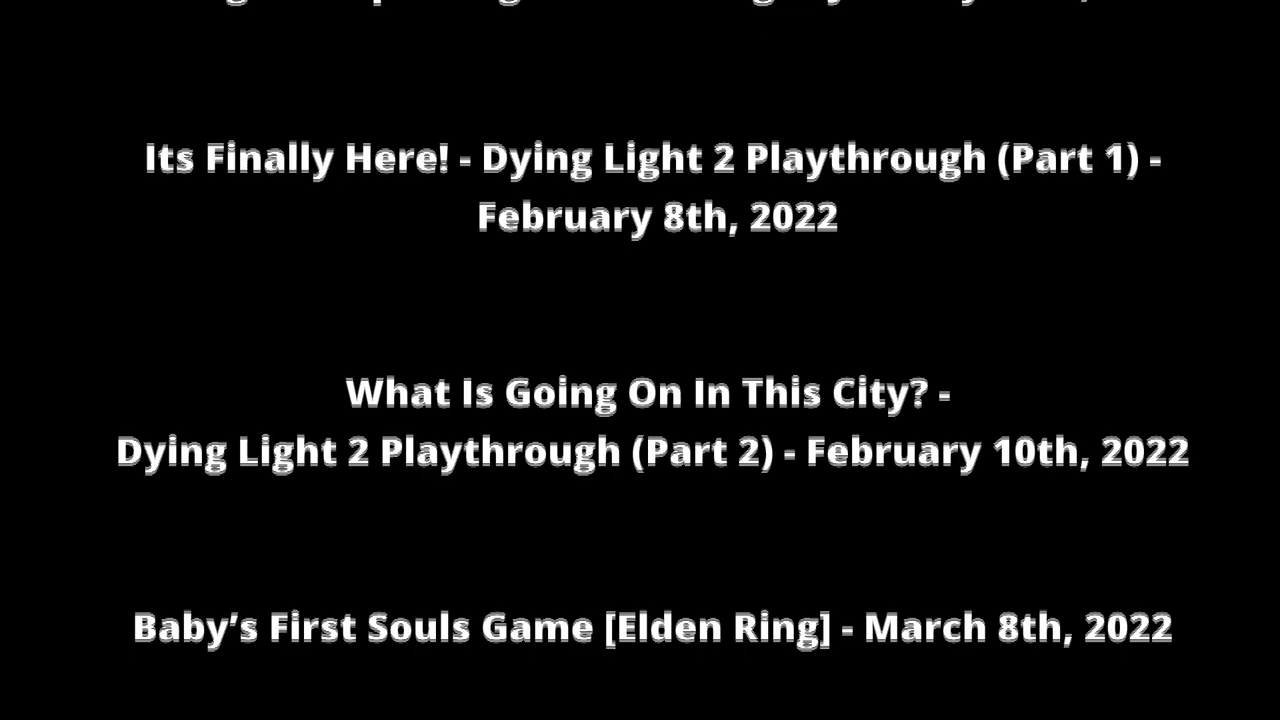 Its Finally Here! - Dying Light 2 Playthrough (Part 1) -
February 8th, 2022
What Is Going On In This City? -
Dying Light 2 Playthrough (Part 2) - February 10th, 2022
Baby’s First Souls Game [Elden Ring] - March 8th, 2022